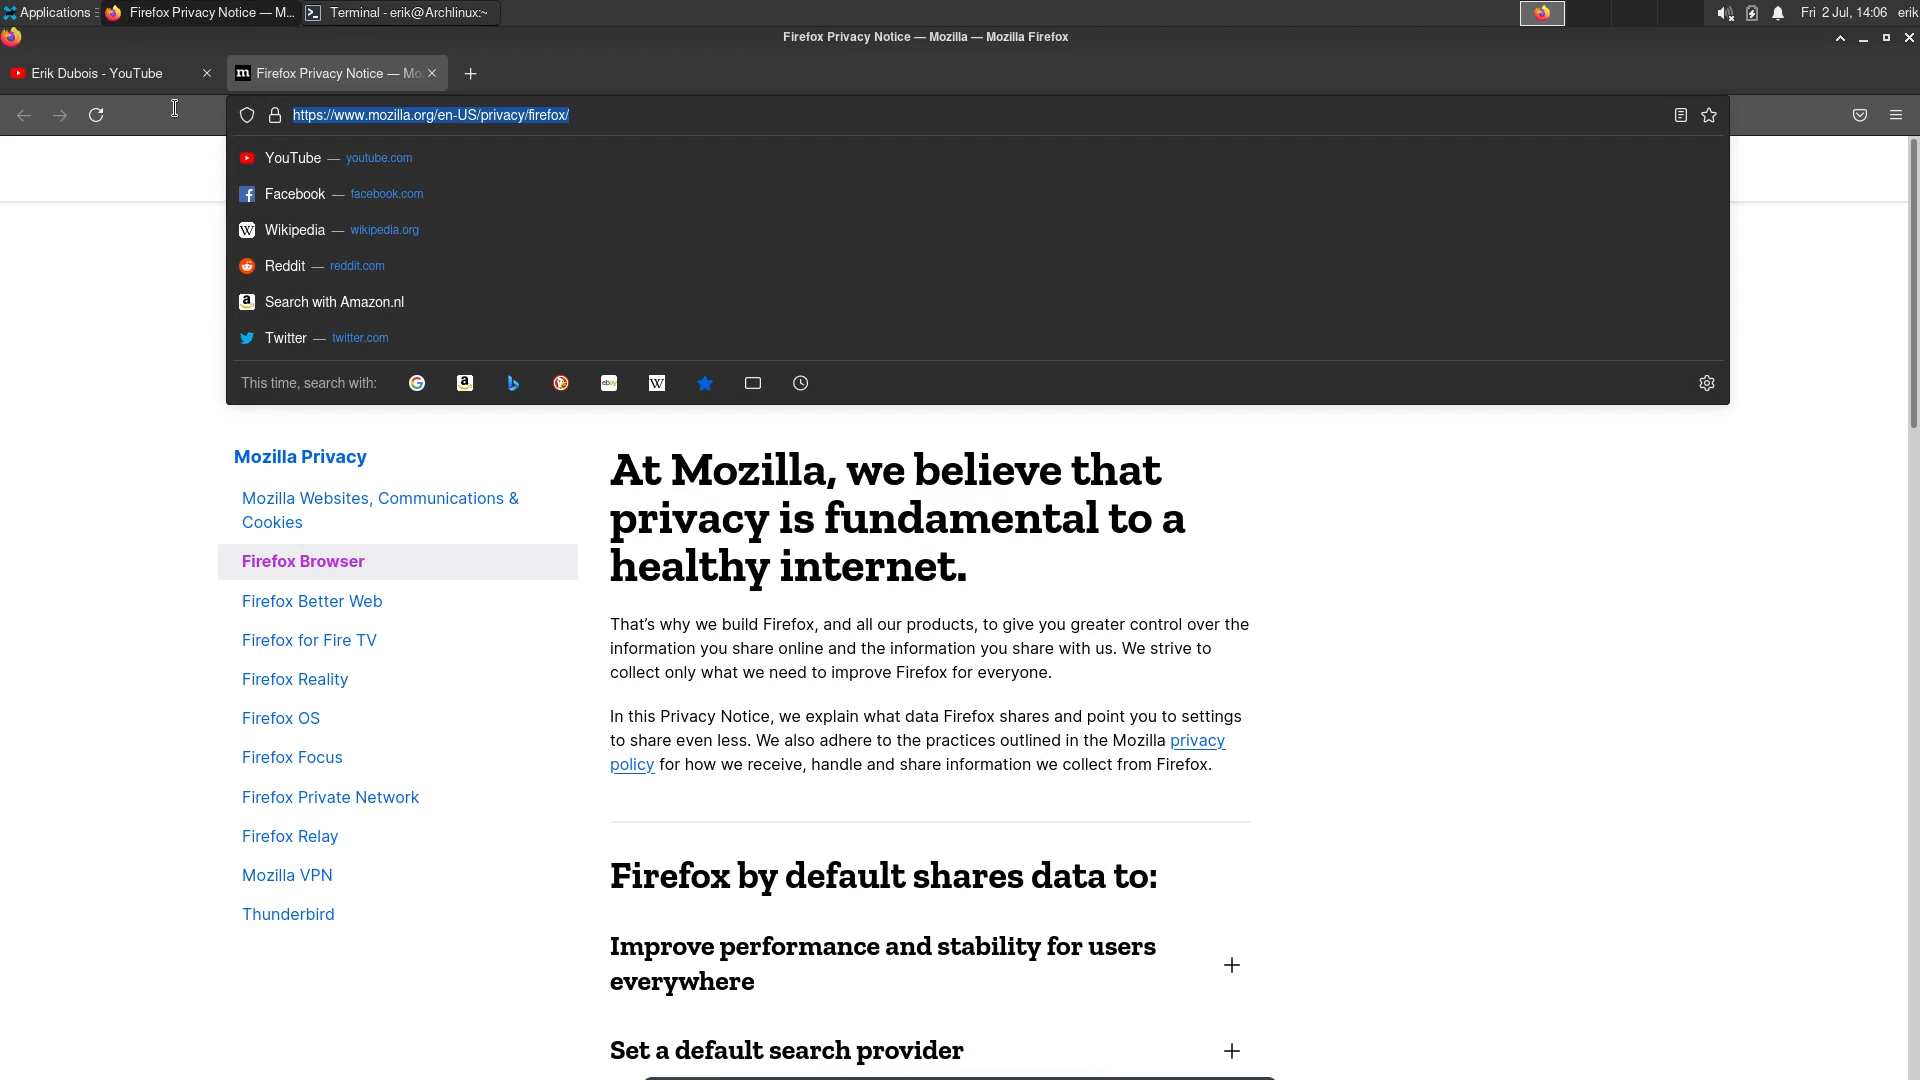 Applications
Firefox Privacy Notice — M...
Terminal - erik@Archlinux:~
Fri 2 Jul, 14:06
erik
Firefox Privacy Notice — Mozilla — Mozilla Firefox
Erik Dubois - YouTube
Firefox Privacy Notice — Mo
https://www.mozilla.org/en-US/privacy/firefox/
YouTube — youtube.com
Facebook — facebook.com
Wikipedia — wikipedia.org
Reddit — reddit.com
Search with Amazon.nl
Twitter — twitter.com
This time, search with:
Mozilla Privacy
Mozilla Websites, Communications &
Cookies
Firefox Browser
Firefox Better Web
Firefox for Fire TV
Firefox Reality
Firefox OS
Firefox Focus
Firefox Private Network
Firefox Relay
Mozilla VPN
Thunderbird
At Mozilla, we believe that
privacy is fundamental to a
healthy internet.
That’s why we build Firefox, and all our products, to give you greater control over the
information you share online and the information you share with us. We strive to
collect only what we need to improve Firefox for everyone.
In this Privacy Notice, we explain what data Firefox shares and point you to settings
to share even less. We also adhere to the practices outlined in the Mozilla privacy
policy for how we receive, handle and share information we collect from Firefox.
Firefox by default shares data to:
Improve performance and stability for users
everywhere
Set a default search provider